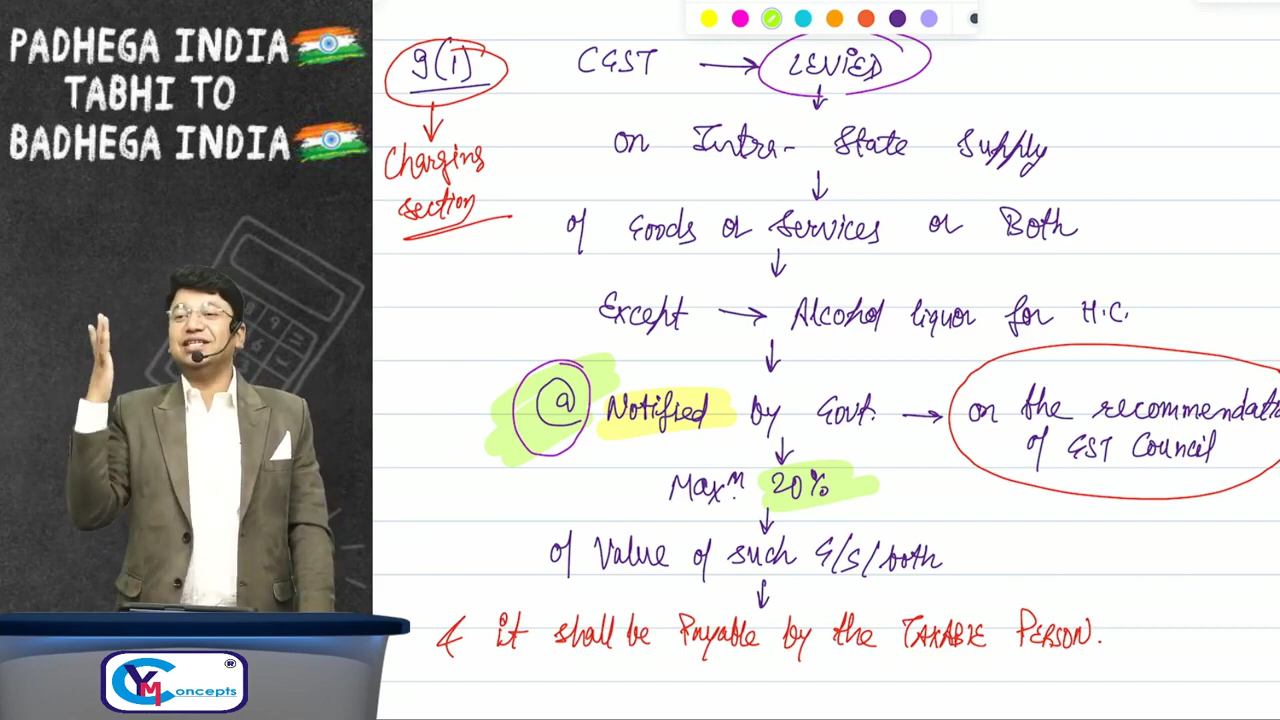 PADHEGA INDIA
TABHI TO
BADHEGA INDIA
9(1)
Charging
section
CGST → LEVIED
↓
on Intra- State Supply
↓
of Goods or Services or Both
↓
Except → Alcohol liquor for H.C.
↓
@ Notified by Govt. → on the recommendati
of GST Council
↓
Maxm. 20%
↓
of Value of such G/S/both
↓
& it shall be Payable by the TAXABLE PERSON.
CYM Concepts ®